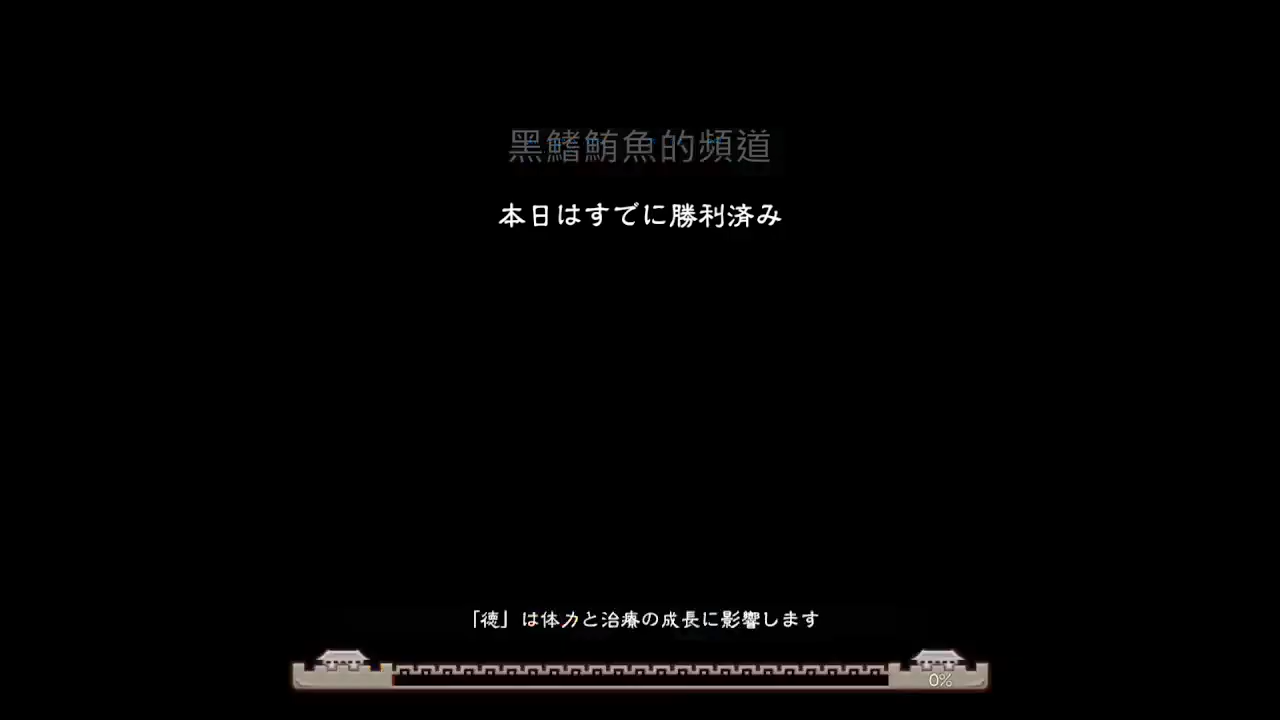 黑鰭鮪魚的頻道
本日はすでに勝利済み
「徳」は体力と治療の成長に影響します
0%